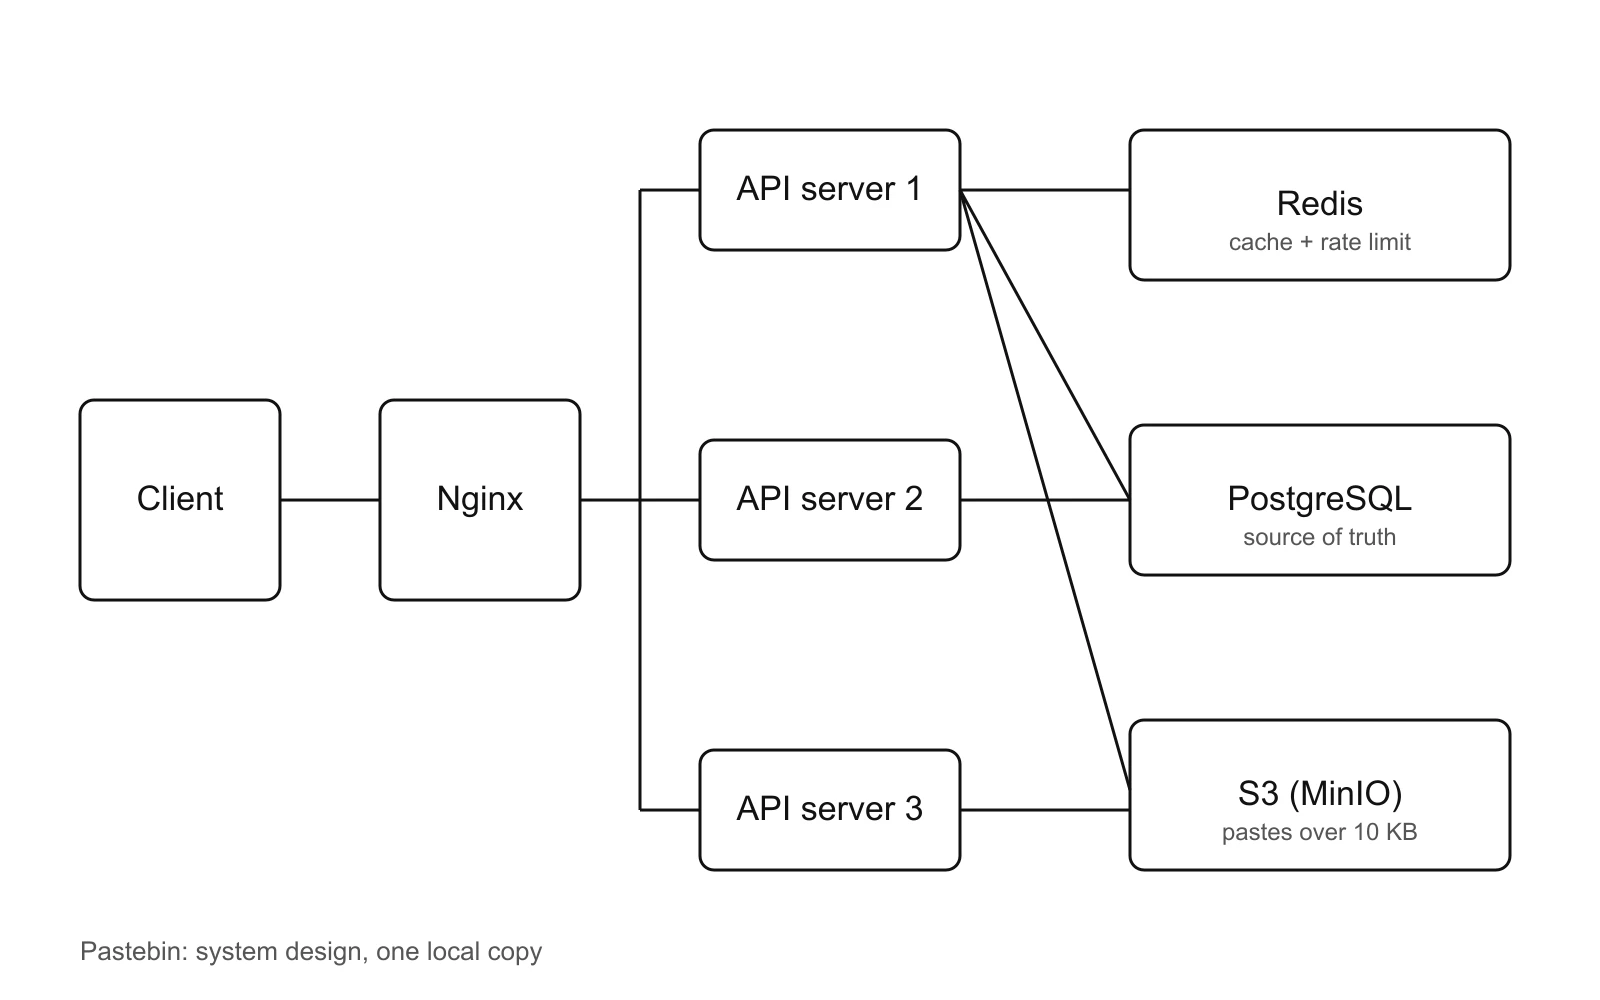 API server 1
Redis
cache + rate limit
Client
Nginx
API server 2
PostgreSQL
source of truth
API server 3
S3 (MinIO)
pastes over 10 KB
Pastebin: system design, one local copy